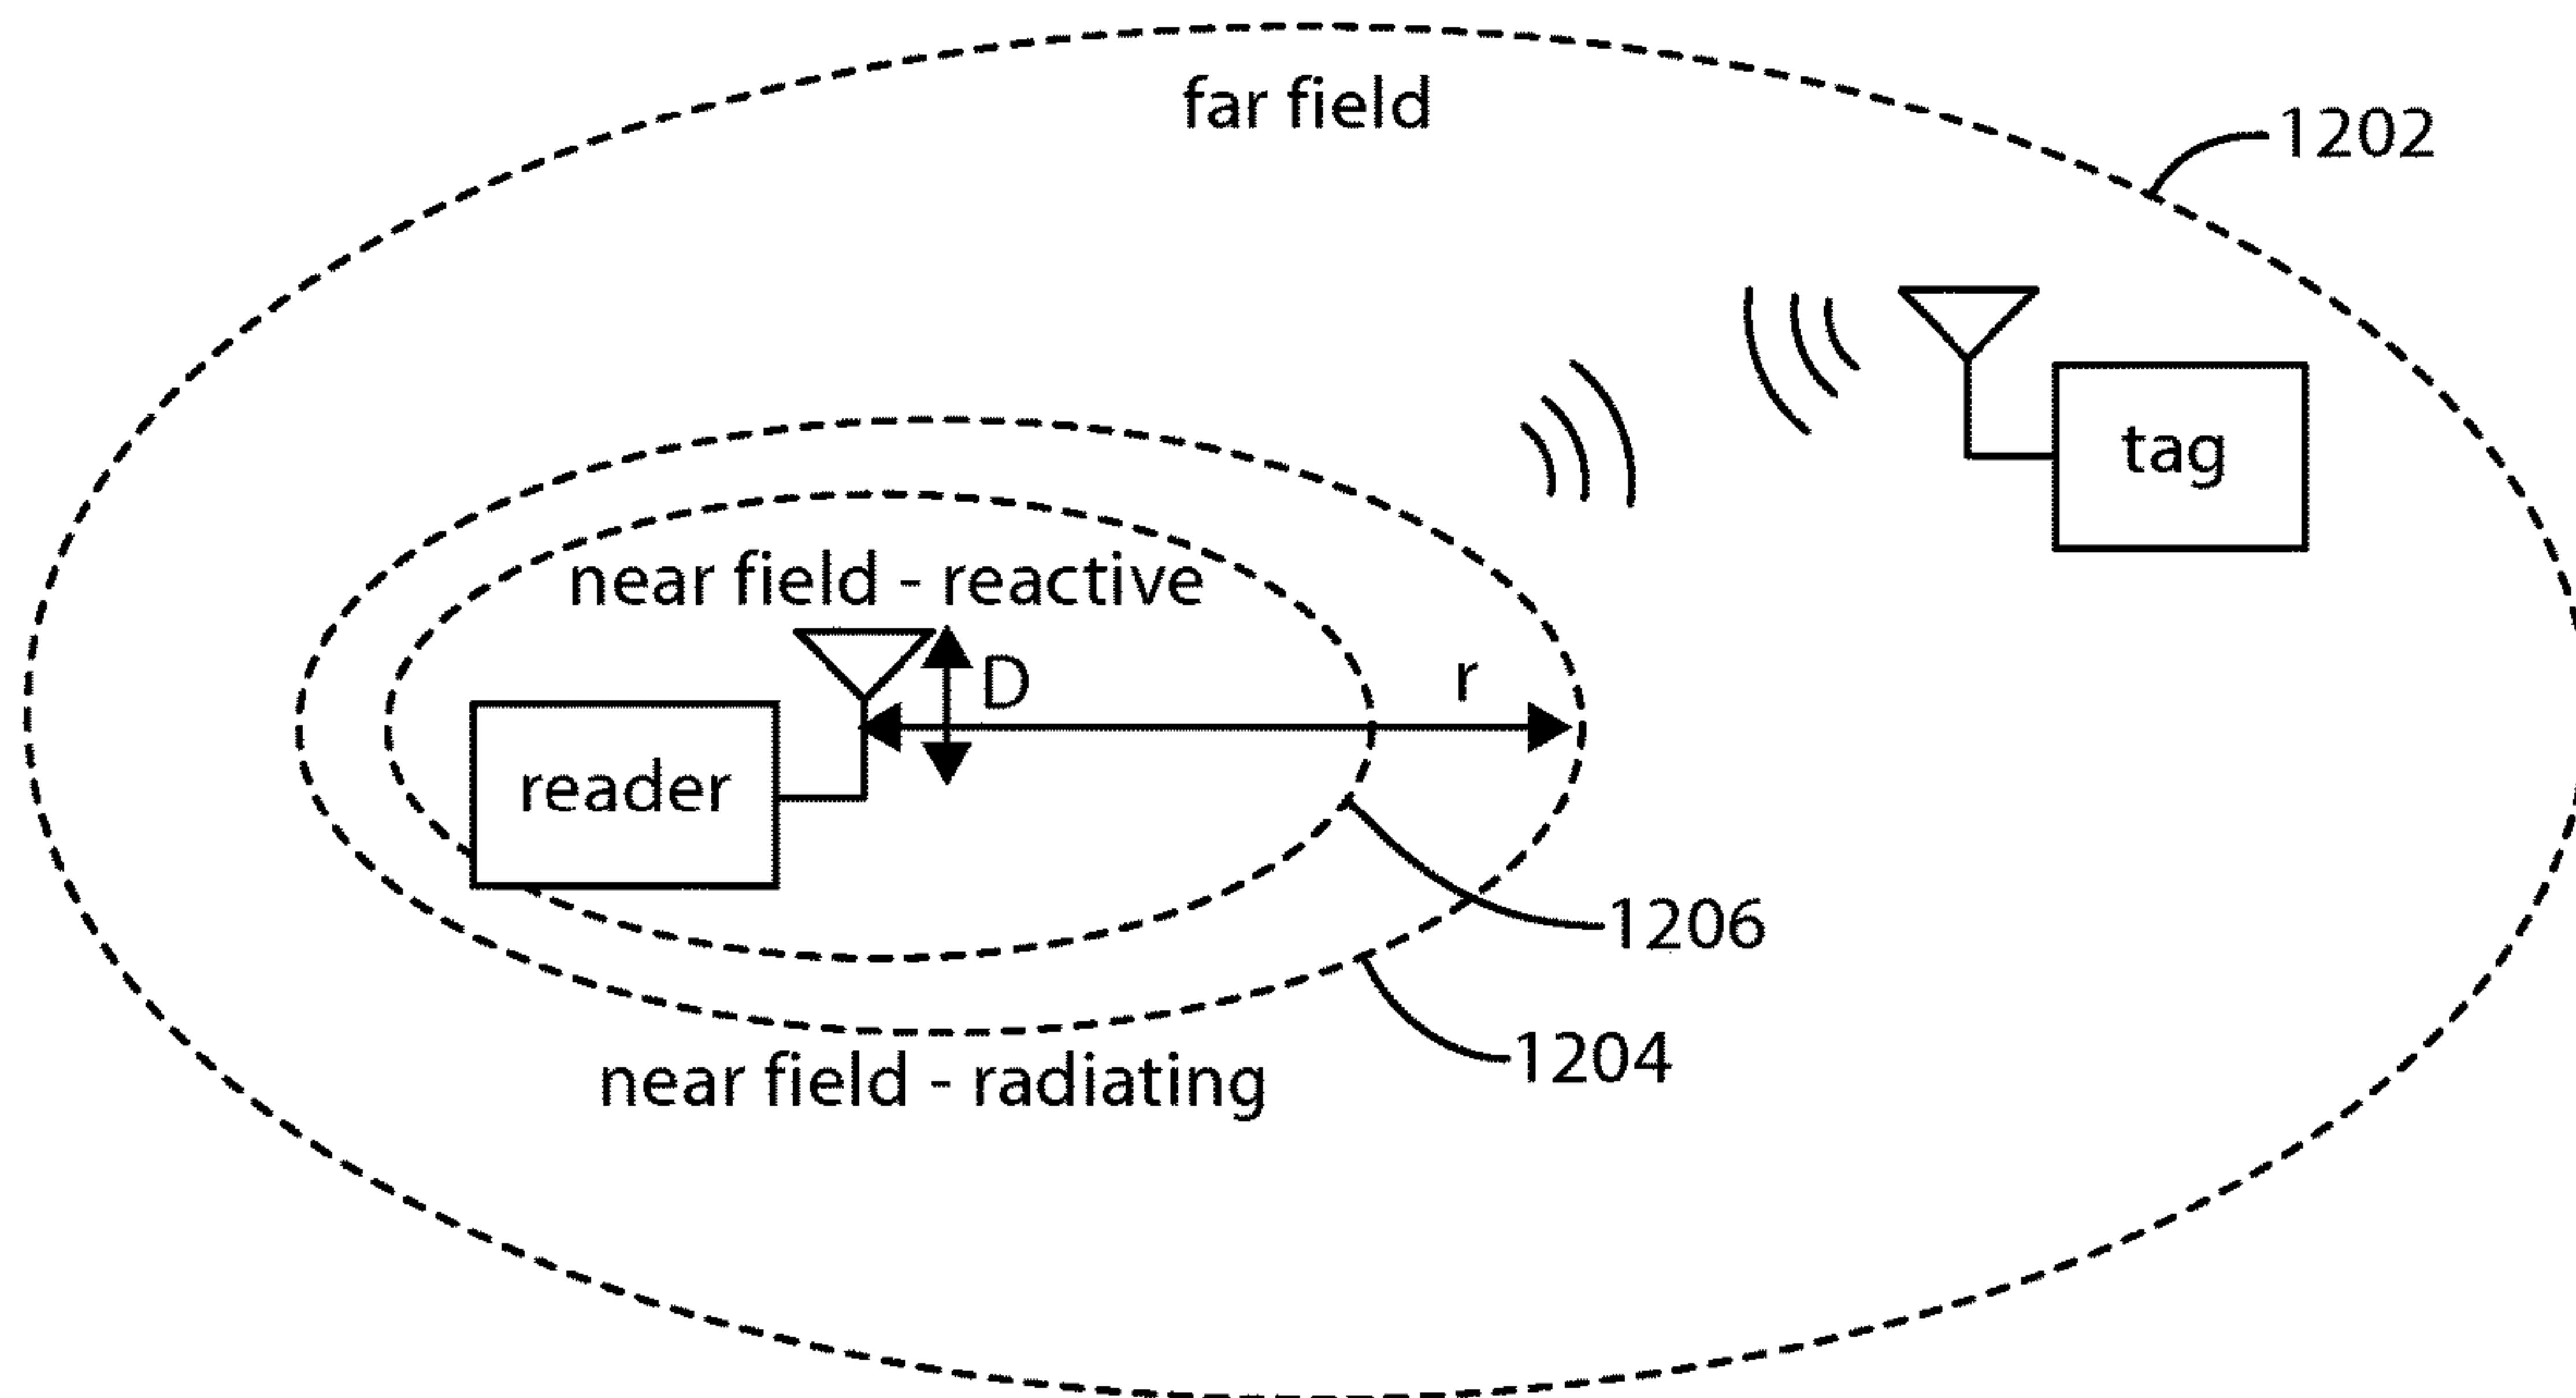 far field
1202
tag
near field - reactive
D
r
reader
1206
1204
near field - radiating